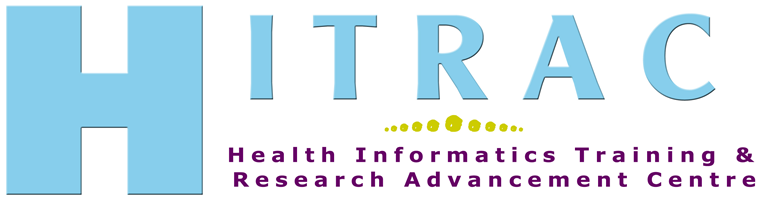 HITRAC
Health Informatics Training &
Research Advancement Centre